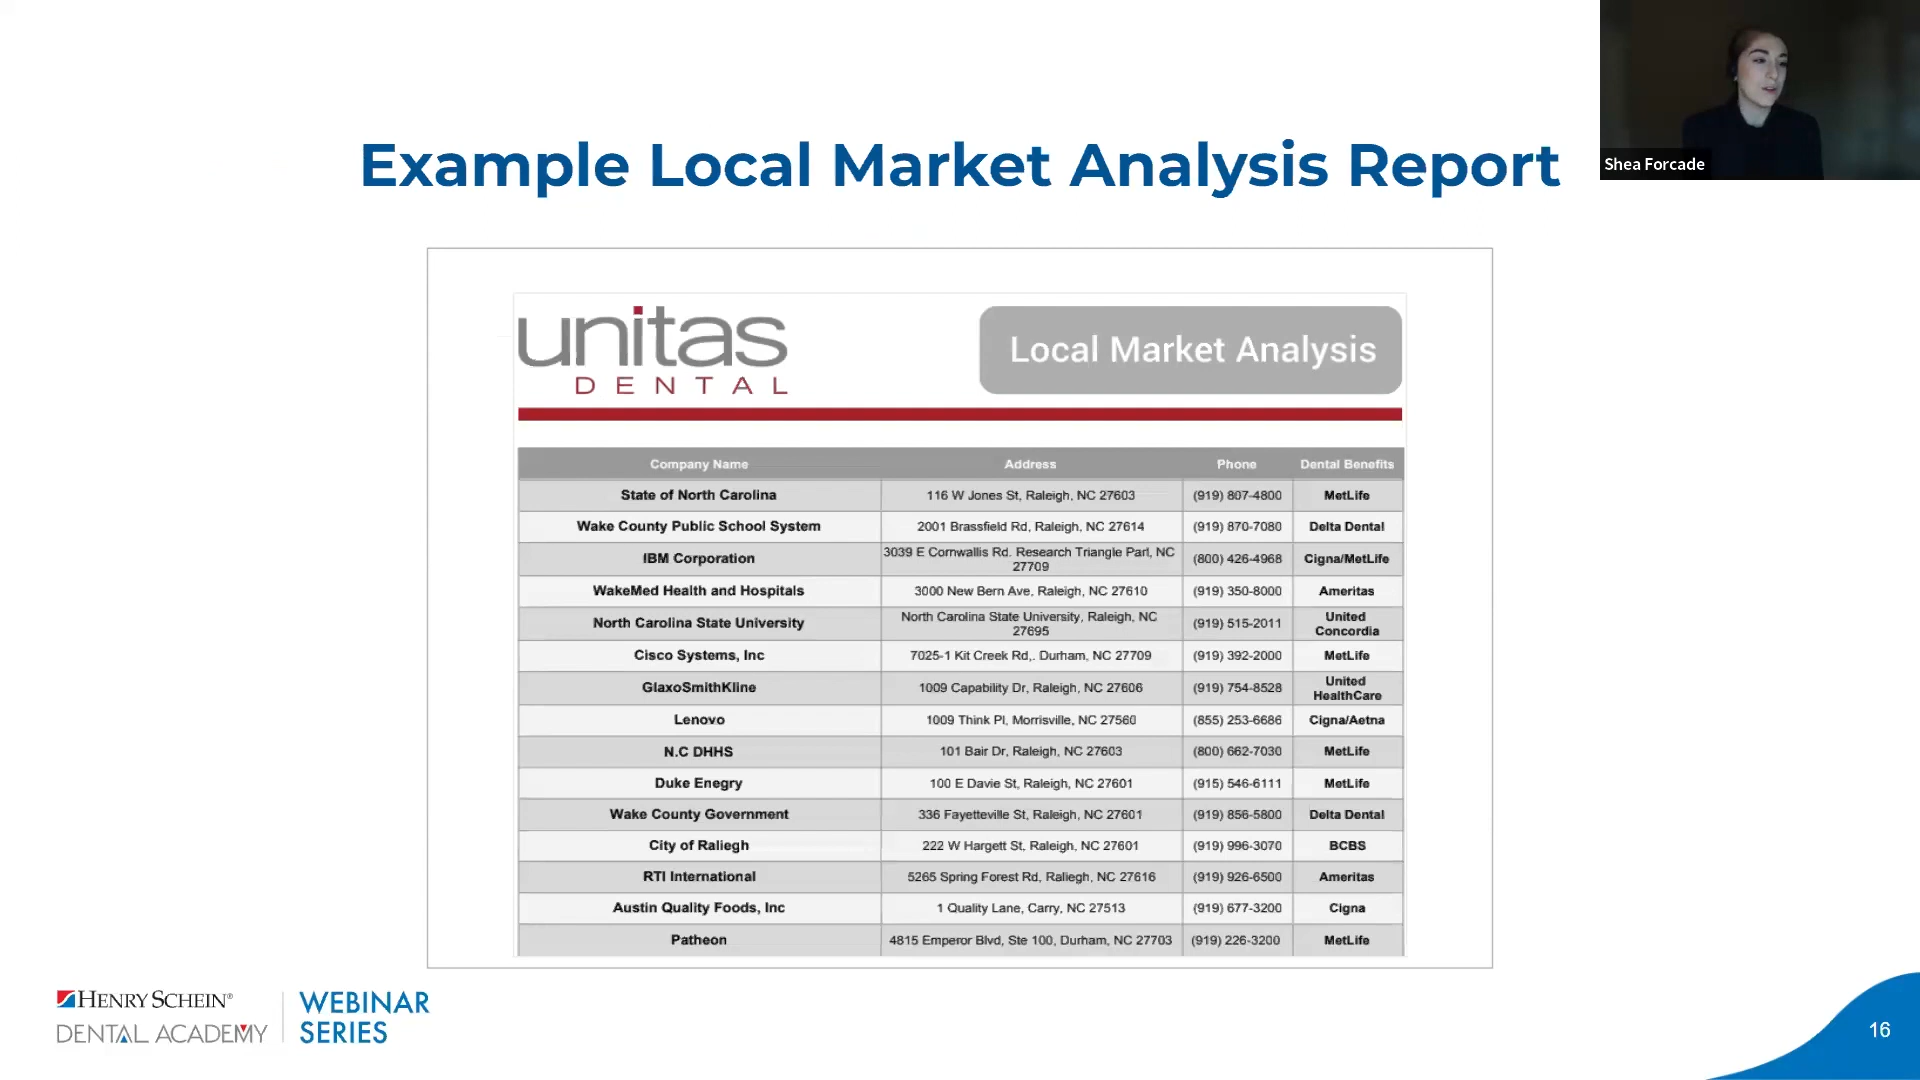 Shea Forcade
Example Local Market Analysis Report
unitas
DENTAL
Local Market Analysis
Company Name Address Phone Dental Benefits
State of North Carolina 116 W Jones St, Raleigh, NC 27603 (919) 807-4800 MetLife
Wake County Public School System 2001 Brassfield Rd, Raleigh, NC 27614 (919) 870-7080 Delta Dental
IBM Corporation 3039 E Cornwallis Rd. Research Triangle Parl, NC
27709 (800) 426-4968 Cigna/MetLife
WakeMed Health and Hospitals 3000 New Bern Ave, Raleigh, NC 27610 (919) 350-8000 Ameritas
North Carolina State University North Carolina State University, Raleigh, NC
27695 (919) 515-2011 United
Concordia
Cisco Systems, Inc 7025-1 Kit Creek Rd,. Durham, NC 27709 (919) 392-2000 MetLife
GlaxoSmithKline 1009 Capability Dr, Raleigh, NC 27606 (919) 754-8528 United
HealthCare
Lenovo 1009 Think Pl, Morrisville, NC 27560 (855) 253-6686 Cigna/Aetna
N.C DHHS 101 Bair Dr, Raleigh, NC 27603 (800) 662-7030 MetLife
Duke Enegry 100 E Davie St, Raleigh, NC 27601 (915) 546-6111 MetLife
Wake County Government 336 Fayetteville St, Raleigh, NC 27601 (919) 856-5800 Delta Dental
City of Raliegh 222 W Hargett St, Raleigh, NC 27601 (919) 996-3070 BCBS
RTI International 5265 Spring Forest Rd, Raliegh, NC 27616 (919) 926-6500 Ameritas
Austin Quality Foods, Inc 1 Quality Lane, Carry, NC 27513 (919) 677-3200 Cigna
Patheon 4815 Emperor Blvd, Ste 100, Durham, NC 27703 (919) 226-3200 MetLife
HENRY SCHEIN®
DENTAL ACADEMY
WEBINAR
SERIES
16